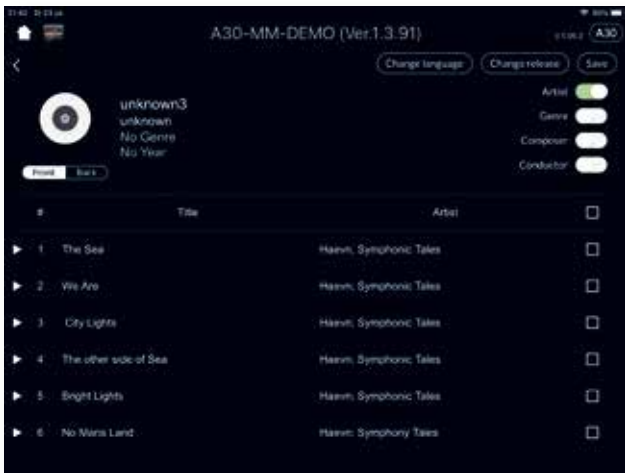 A30-MM-DEMO (Ver.1.3.91)
A30
Change language
Change release
Save
unknown3
unknown
No Genre
No Year
Artist
Genre
Composer
Conductor
Front
Back
# Title Artist
1 The Sea Haevn; Symphonic Tales
2 We Are Haevn; Symphonic Tales
3 City Lights Haevn; Symphonic Tales
4 The other side of Sea Haevn; Symphonic Tales
5 Bright Lights Haevn; Symphonic Tales
6 No Mans Land Haevn; Symphony Tales